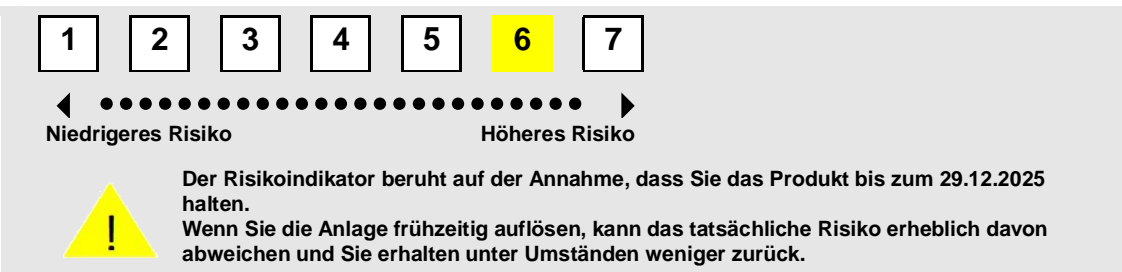 1 2 3 4 5 6 7
Niedrigeres Risiko Höheres Risiko
Der Risikoindikator beruht auf der Annahme, dass Sie das Produkt bis zum 29.12.2025
halten.
Wenn Sie die Anlage frühzeitig auflösen, kann das tatsächliche Risiko erheblich davon
abweichen und Sie erhalten unter Umständen weniger zurück.
!